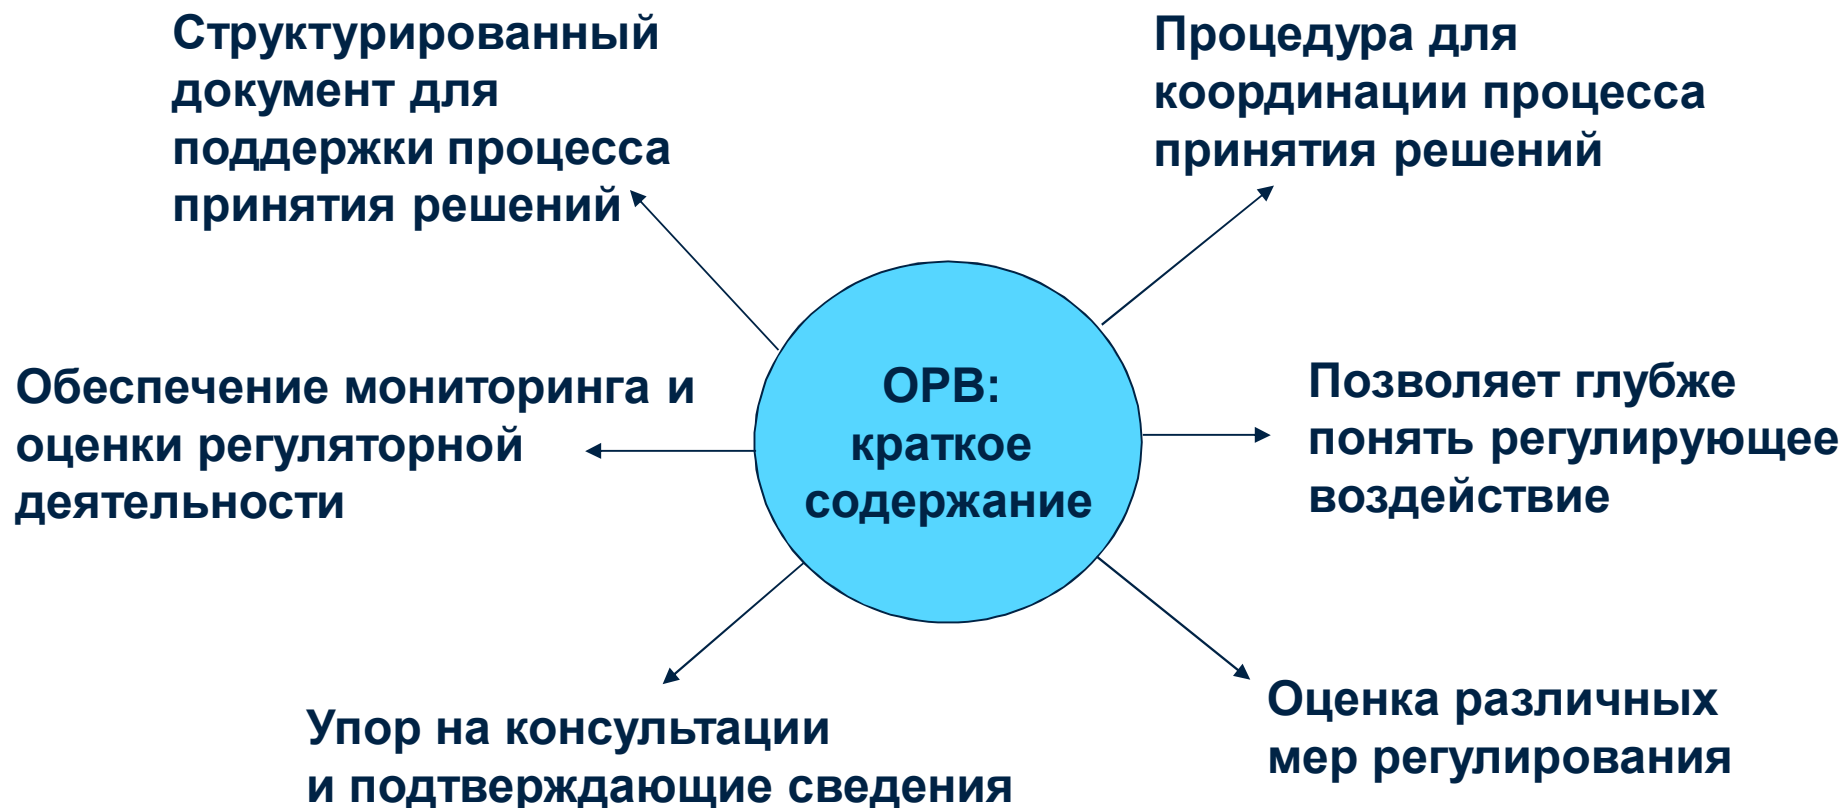 Структурированный
документ для
поддержки процесса
принятия решений
Процедура для
координации процесса
принятия решений
Обеспечение мониторинга и
оценки регуляторной
деятельности
ОРВ:
краткое
содержание
Позволяет глубже
понять регулирующее
воздействие
Упор на консультации
и подтверждающие сведения
Оценка различных
мер регулирования